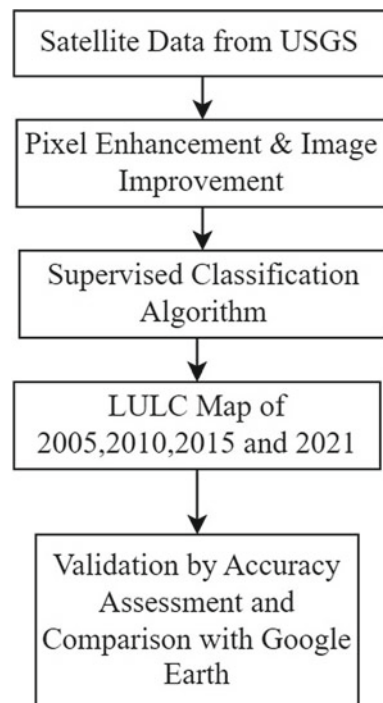 Satellite Data from USGS
Pixel Enhancement & Image
Improvement
Supervised Classification
Algorithm
LULC Map of
2005,2010,2015 and 2021
Validation by Accuracy
Assessment and
Comparison with Google
Earth